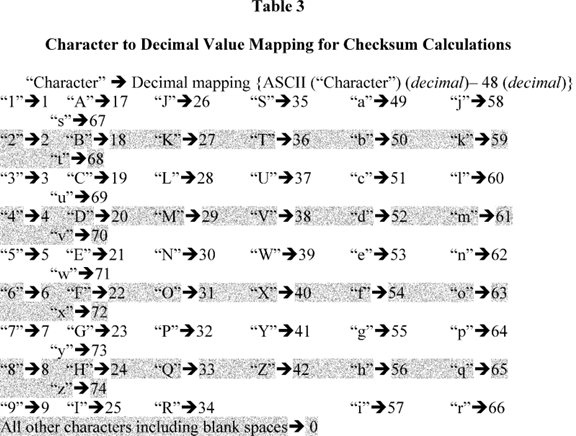 Table 3
Character to Decimal Value Mapping for Checksum Calculations
“Character” ➔ Decimal mapping {ASCII (“Character”) (decimal)– 48 (decimal)}
“1”➔1 “A”➔17 “J”➔26 “S”➔35 “a”➔49 “j”➔58
“s”➔67
“2”➔2 “B”➔18 “K”➔27 “T”➔36 “b”➔50 “k”➔59
“t”➔68
“3”➔3 “C”➔19 “L”➔28 “U”➔37 “c”➔51 “l”➔60
“u”➔69
“4”➔4 “D”➔20 “M”➔29 “V”➔38 “d”➔52 “m”➔61
“v”➔70
“5”➔5 “E”➔21 “N”➔30 “W”➔39 “e”➔53 “n”➔62
“w”➔71
“6”➔6 “F”➔22 “O”➔31 “X”➔40 “f”➔54 “o”➔63
“x”➔72
“7”➔7 “G”➔23 “P”➔32 “Y”➔41 “g”➔55 “p”➔64
“y”➔73
“8”➔8 “H”➔24 “Q”➔33 “Z”➔42 “h”➔56 “q”➔65
“z”➔74
“9”➔9 “I”➔25 “R”➔34 “i”➔57 “r”➔66
All other characters including blank spaces➔ 0